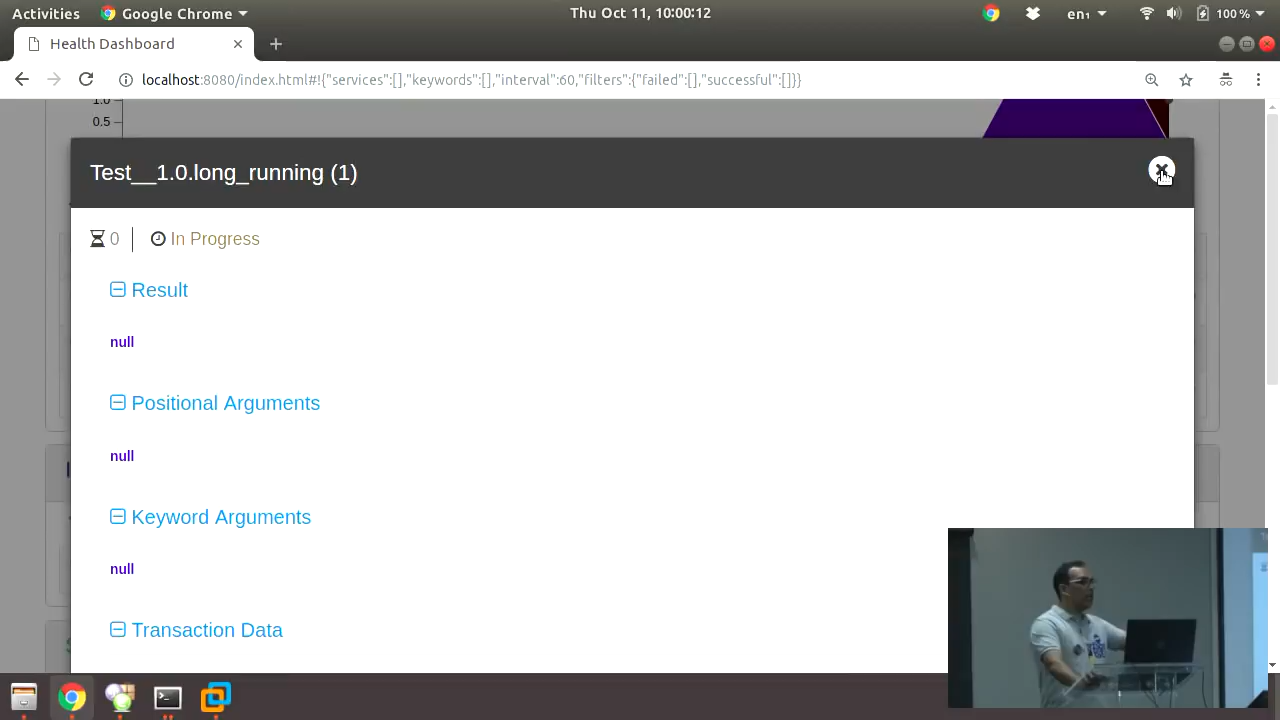 Activities
Google Chrome
Thu Oct 11, 10:00:12
en₁
100 %
Health Dashboard
localhost:8080/index.html#!{"services":[],"keywords":[],"interval":60,"filters":{"failed":[],"successful":[]}}
1.0
0.5
Test__1.0.long_running (1)
0
In Progress
Result
null
Positional Arguments
null
Keyword Arguments
null
Transaction Data